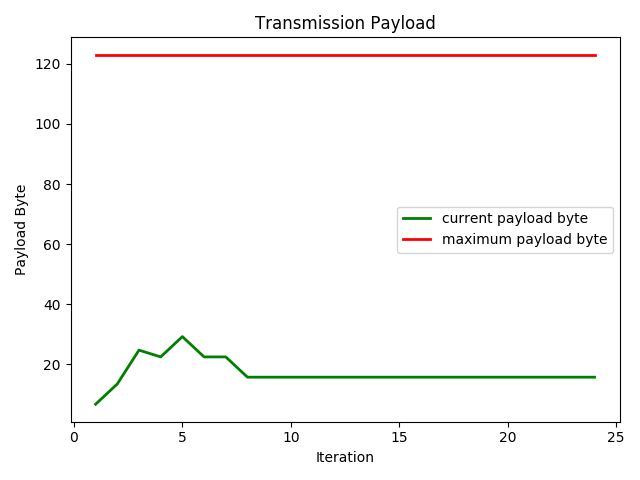 Transmission Payload
Payload Byte
120
100
80
60
40
20
current payload byte
maximum payload byte
0
5
10
15
20
25
Iteration